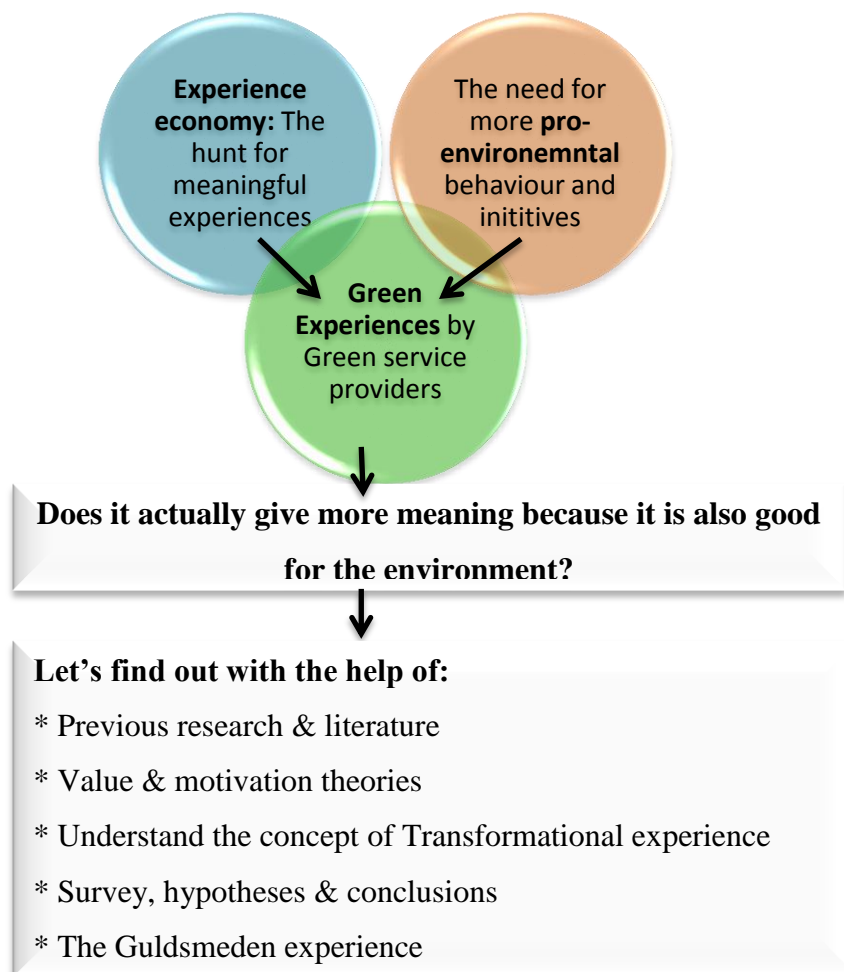 Experience
economy: The
hunt for
meaningful
experiences
The need for
more pro-
environemntal
behaviour and
inititives
Green
Experiences by
Green service
providers
Does it actually give more meaning because it is also good
for the environment?
Let’s find out with the help of:
* Previous research & literature
* Value & motivation theories
* Understand the concept of Transformational experience
* Survey, hypotheses & conclusions
* The Guldsmeden experience